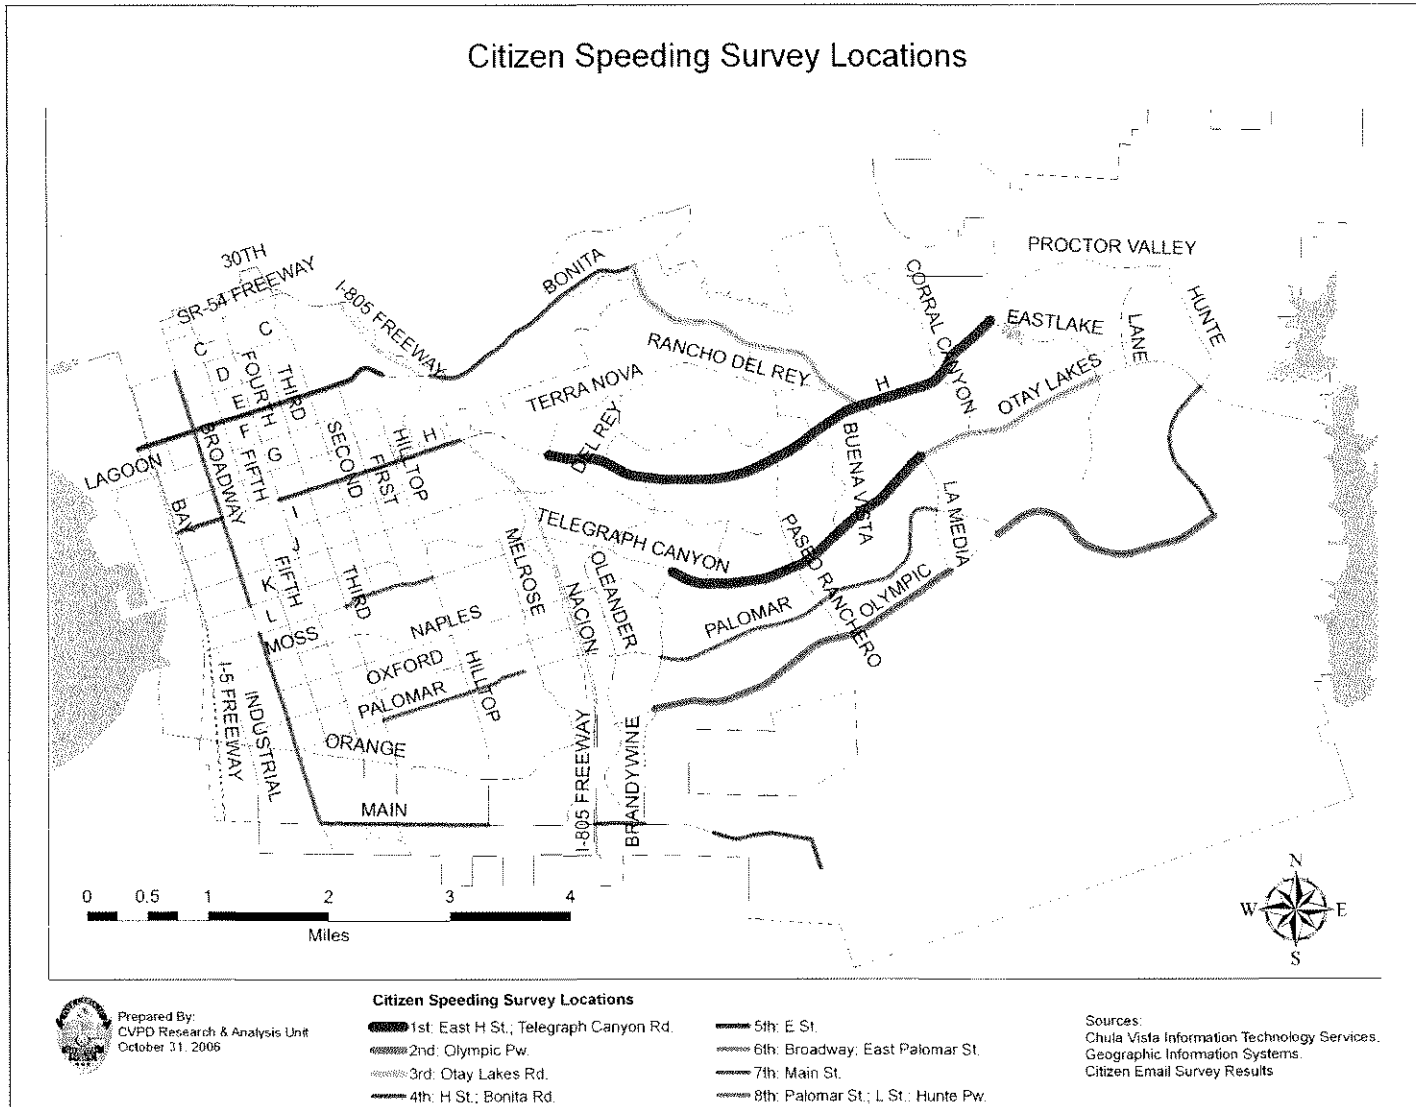 Citizen Speeding Survey Locations
30TH
SR-54 FREEWAY
I-805 FREEWAY
BONITA
PROCTOR VALLEY
CORRAL CANYON
HUNTE
EASTLAKE
LANE
C
C
D
E
F
G
FOURTH
THIRD
FIFTH
RANCHO DEL REY
H
OTAY LAKES
TERRA NOVA
DEL REY
BROADWAY
SECOND
FIRST
HILLTOP
H
LAGOON
BAY
BUENA VISTA
LA MEDIA
I
J
K
L
FIFTH
THIRD
TELEGRAPH CANYON
MELROSE
NACION
OLEANDER
PASEO RANCHERO
OLYMPIC
PALOMAR
MOSS
NAPLES
OXFORD
PALOMAR
HILLTOP
I-5 FREEWAY
INDUSTRIAL
ORANGE
MAIN
I-805 FREEWAY
BRANDYWINE
0 0.5 1 2 3 4
Miles
N
W E
S
Prepared By:
CVPD Research & Analysis Unit
October 31, 2006
Citizen Speeding Survey Locations
1st: East H St.; Telegraph Canyon Rd.
2nd: Olympic Pw.
3rd: Otay Lakes Rd.
4th: H St.; Bonita Rd.
5th: E St.
6th: Broadway; East Palomar St.
7th: Main St.
8th: Palomar St.; L St.; Hunte Pw.
Sources:
Chula Vista Information Technology Services.
Geographic Information Systems.
Citizen Email Survey Results